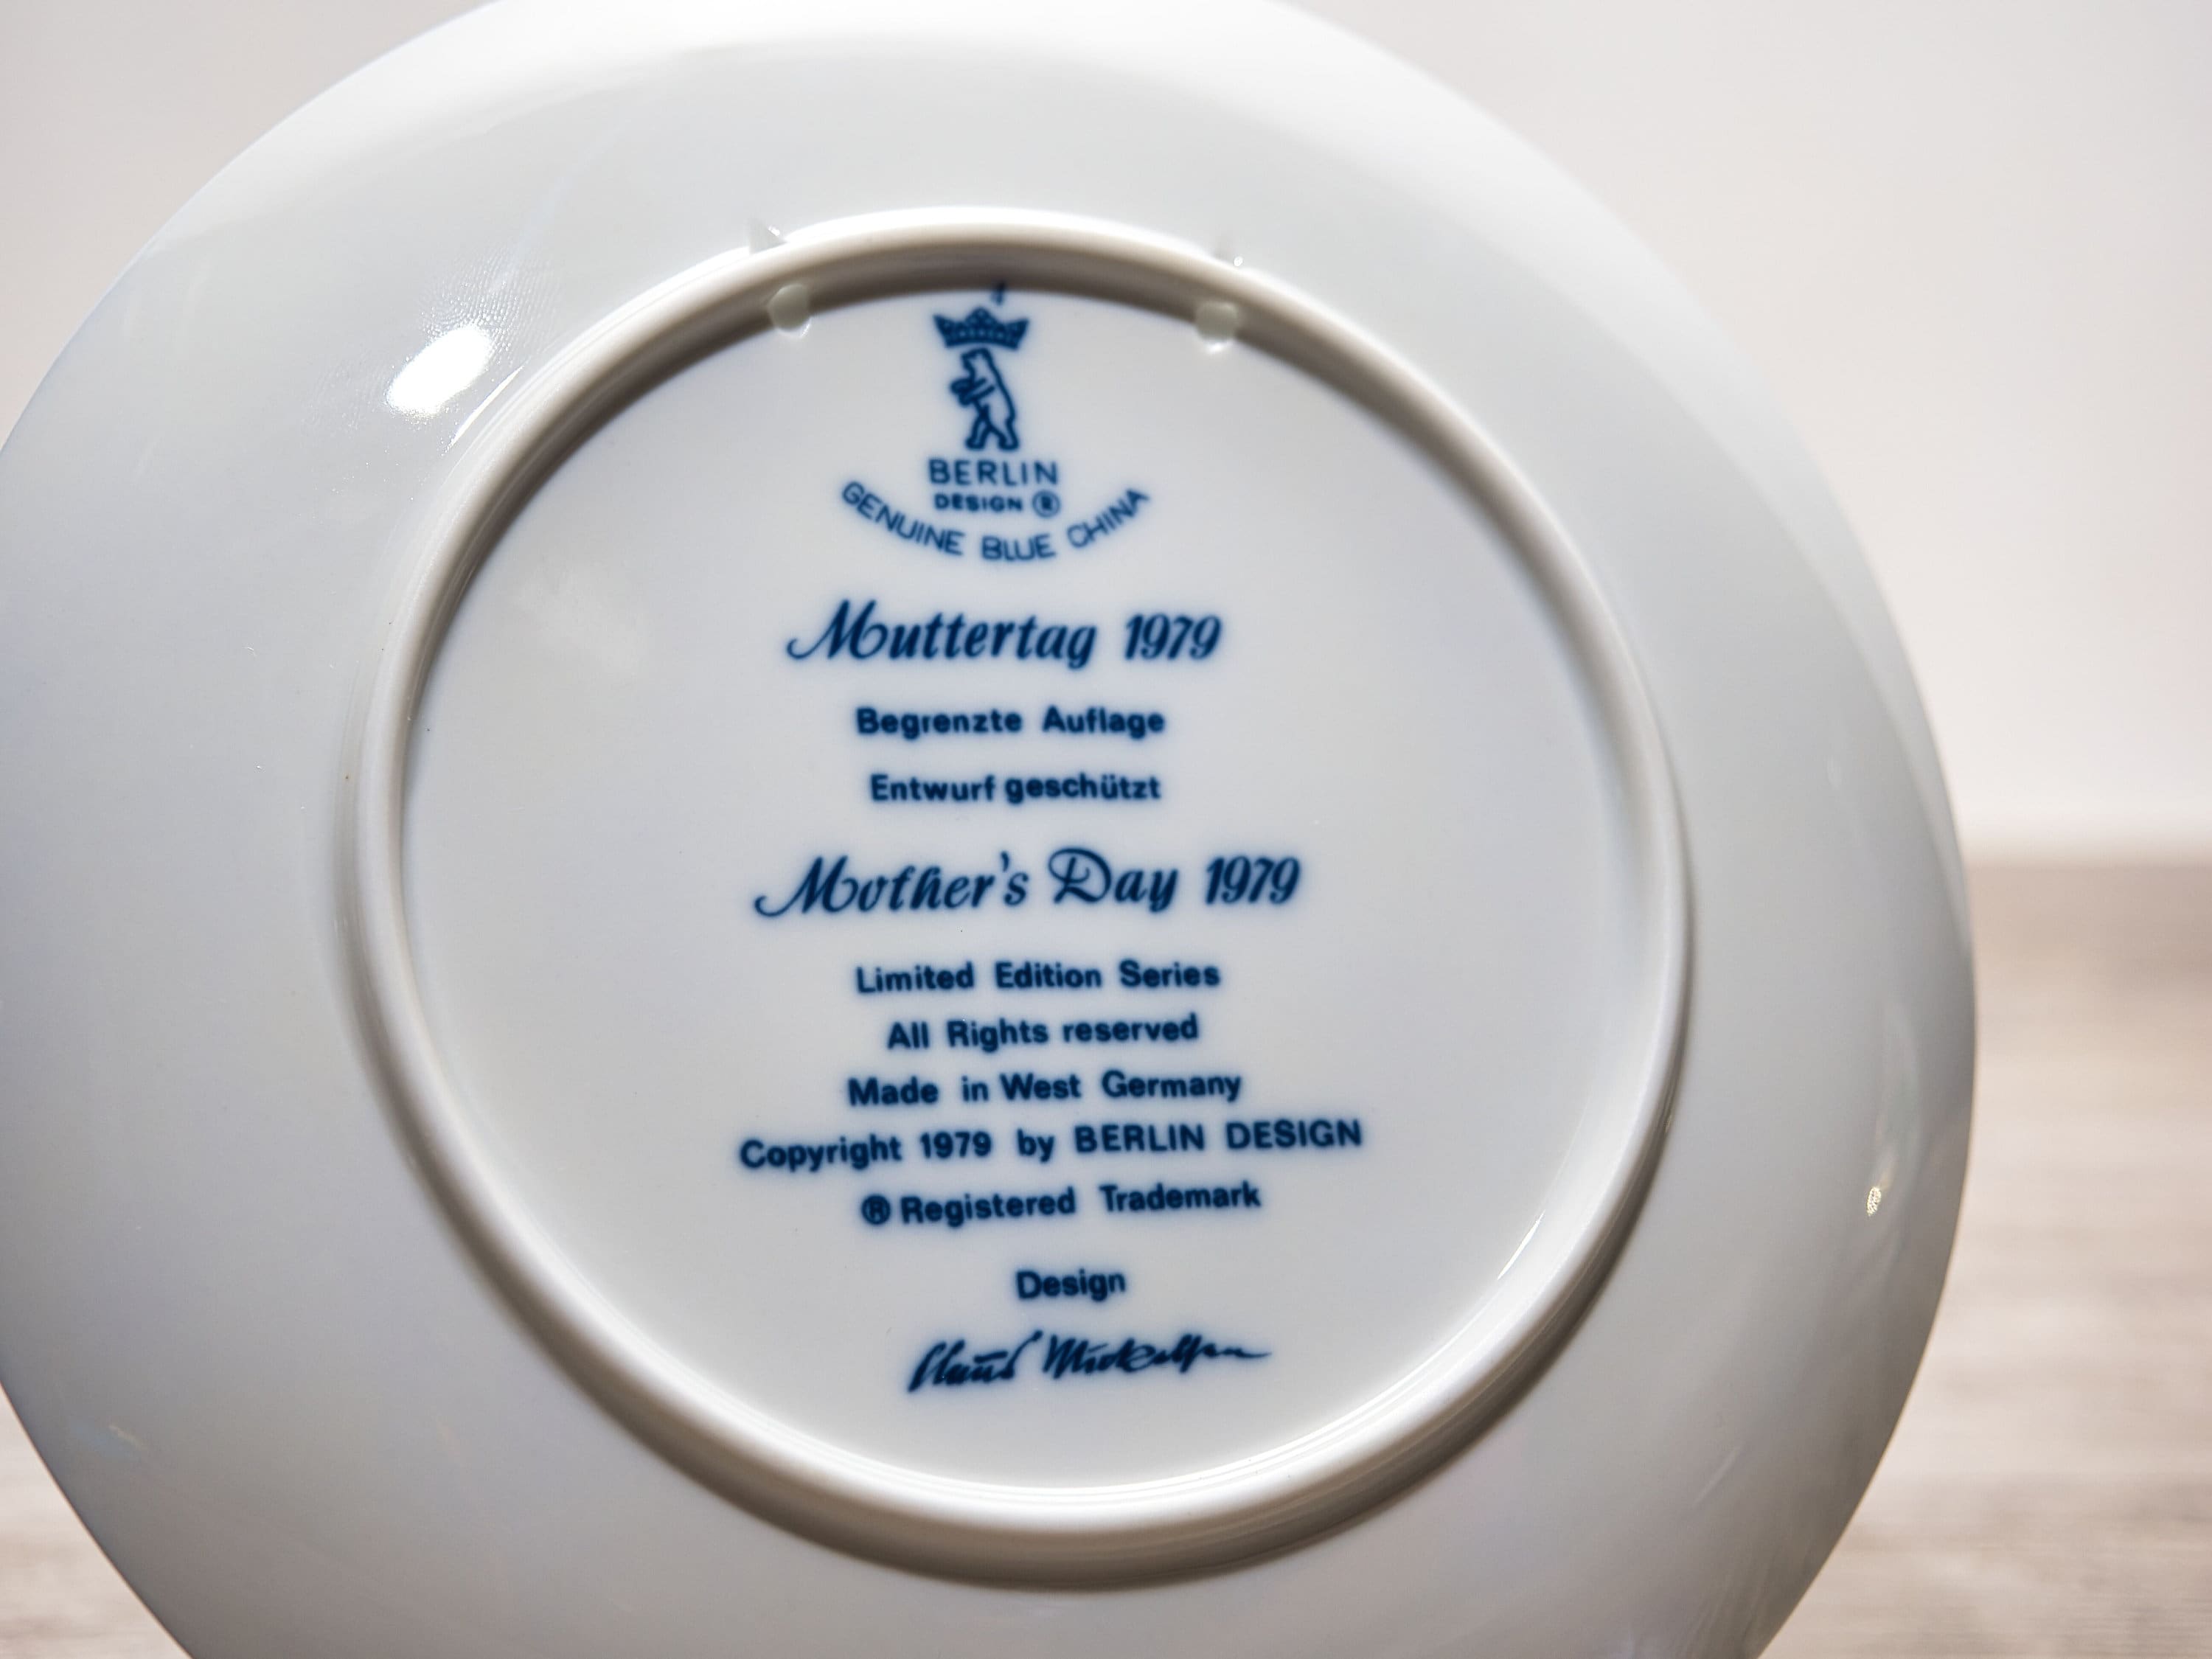 BERLIN
DESIGN ®
GENUINE BLUE CHINA
Muttertag 1979
Begrenzte Auflage
Entwurf geschützt
Mother's Day 1979
Limited Edition Series
All Rights reserved
Made in West Germany
Copyright 1979 by BERLIN DESIGN
® Registered Trademark
Design